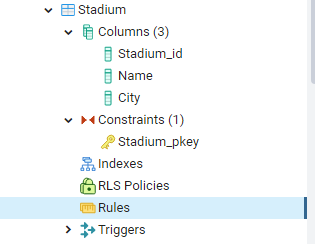 Stadium
Columns (3)
Stadium_id
Name
City
Constraints (1)
Stadium_pkey
Indexes
RLS Policies
Rules
Triggers